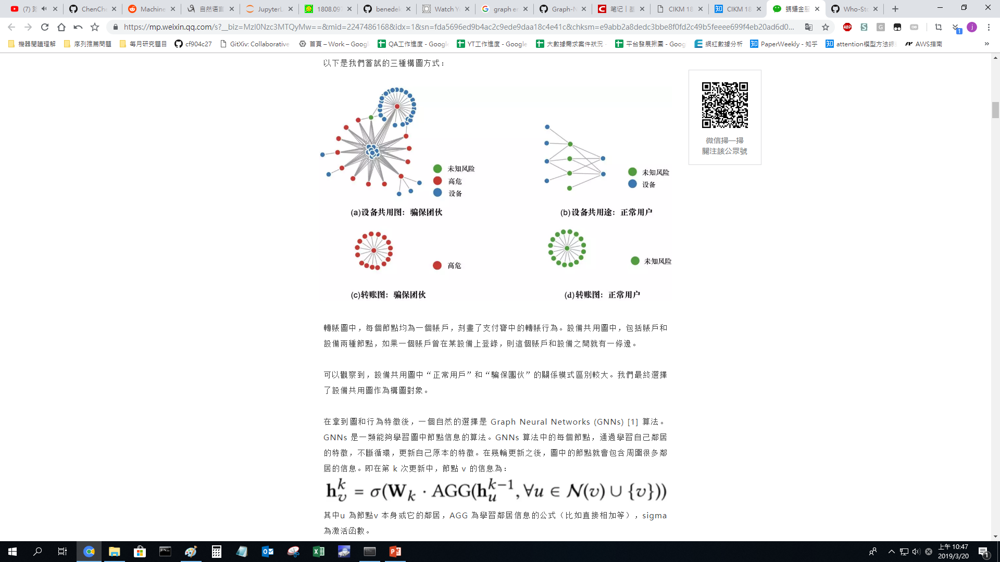 (7) 路
ChenChe
Machine
自然语言
JupyterLa
1808.097
benedek
Watch Yo
graph em
Graph-N
笔记｜基
CIKM 18
CIKM 18
螞蟻金服
Who-Sto
https://mp.weixin.qq.com/s?__biz=MzI0Nzc3MTQyMw==&mid=2247486168&idx=1&sn=fda5696ed9b4ac2c9ede9daa18c4e41c&chksm=e9abb2a8dedc3bbe8f0fd2c49b5feeee699f4eb20ad6d0...
ABP
1
j
機器閱讀理解
序列推薦問題
每月研究題目
cf904c27
GitXiv: Collaborative
首頁 – Work – Googl
QA工作進度 - Google
YT工作進度 - Google
大數據需求案件狀況 -
平台發展揪團 - Goog
網紅數據分析
PaperWeekly - 知乎
attention模型方法綜
AWS指南
以下是我們嘗試的三種構圖方式：
未知风险
高危
设备
(a)设备共用图：骗保团伙
未知风险
设备
(b)设备共用途：正常用户
高危
(c)转账图：骗保团伙
未知风险
(d)转账图：正常用户
微信掃一掃
關注該公眾號
轉賬圖中，每個節點均為一個賬戶，刻畫了支付寶中的轉賬行為。設備共用圖中，包括賬戶和
設備兩種節點，如果一個賬戶曾在某設備上登錄，則這個賬戶和設備之間就有一條邊。
可以觀察到，設備共用圖中“正常用戶”和“騙保團伙”的關係模式區別較大。我們最終選擇
了設備共用圖作為構圖對象。
在拿到圖和行為特徵後，一個自然的選擇是 Graph Neural Networks (GNNs) [1] 算法。
GNNs 是一類能夠學習圖中節點信息的算法。GNNs 算法中的每個節點，通過學習自己鄰居
的特徵，不斷循環，更新自己原本的特徵。在幾輪更新之後，圖中的節點就會包含周圍很多鄰
居的信息。即在第 k 次更新中，節點 v 的信息為：
h_v^k = σ(W_k · AGG(h_u^{k−1}, ∀u ∈ N(v) ∪ {v}))
其中u 為節點v 本身或它的鄰居，AGG 為學習鄰居信息的公式（比如直接相加等），sigma
為激活函數。
上午 10:47
2019/3/20
1